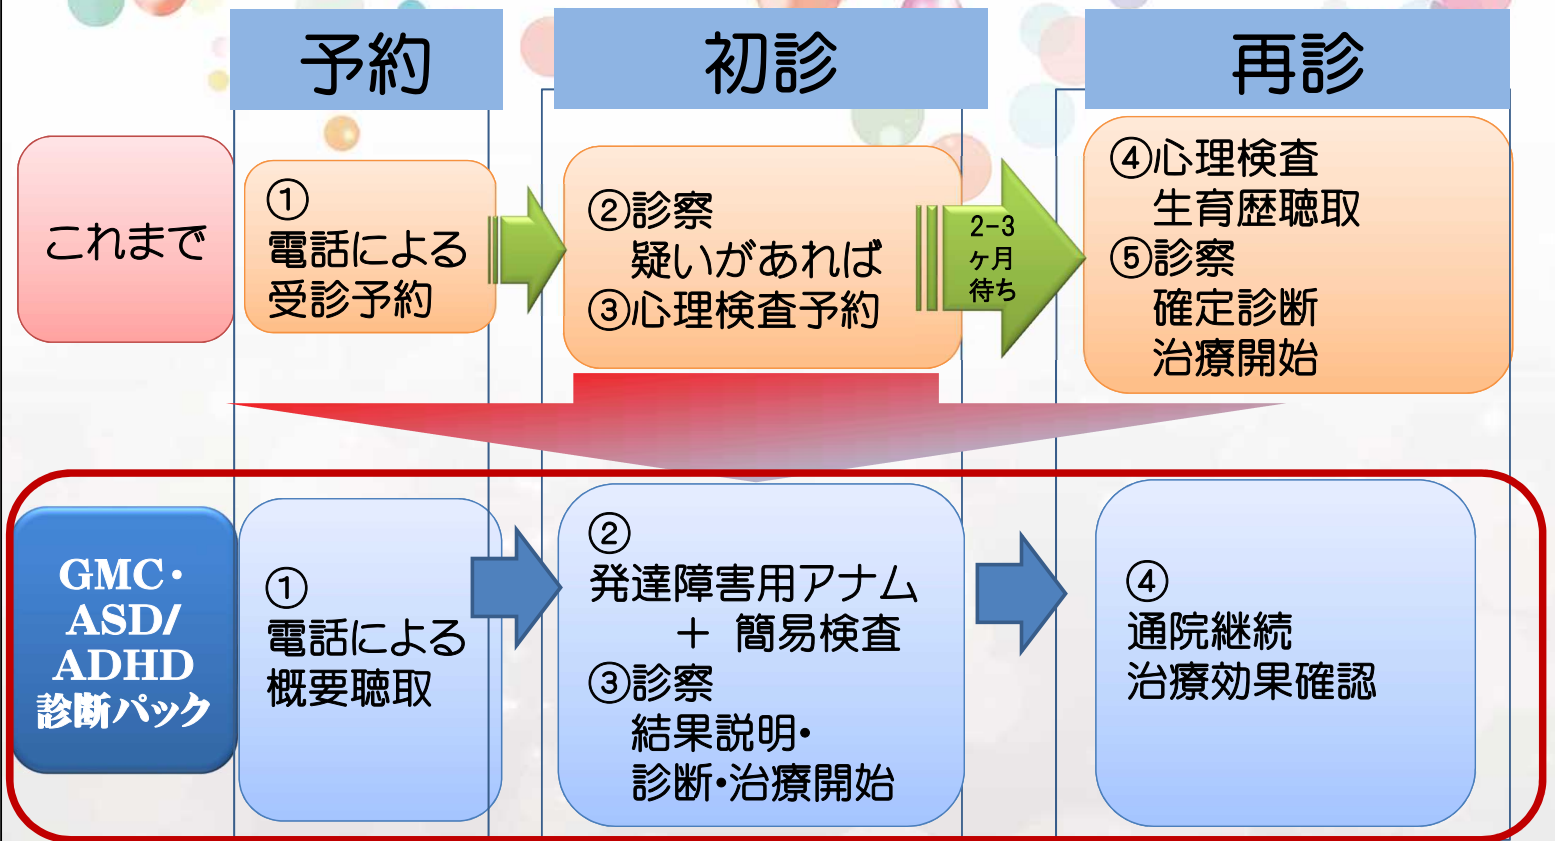 予約
初診
再診
これまで
①
電話による
受診予約
②診察
疑いがあれば
③心理検査予約
2-3
ヶ月
待ち
④心理検査
生育歴聴取
⑤診察
確定診断
治療開始
GMC・
ASD/
ADHD
診断パック
①
電話による
概要聴取
②
発達障害用アナム
＋ 簡易検査
③診察
結果説明・
診断・治療開始
④
通院継続
治療効果確認